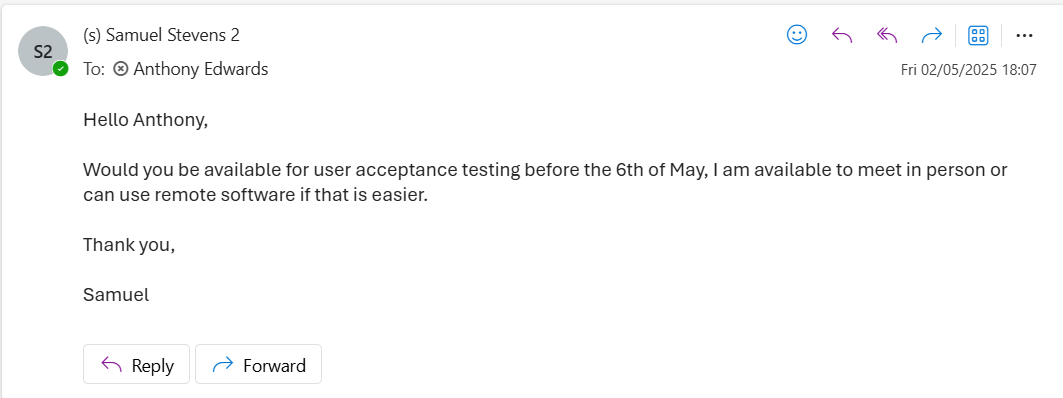 (s) Samuel Stevens 2
S2
To: Anthony Edwards
Fri 02/05/2025 18:07
Hello Anthony,
Would you be available for user acceptance testing before the 6th of May, I am available to meet in person or
can use remote software if that is easier.
Thank you,
Samuel
Reply
Forward